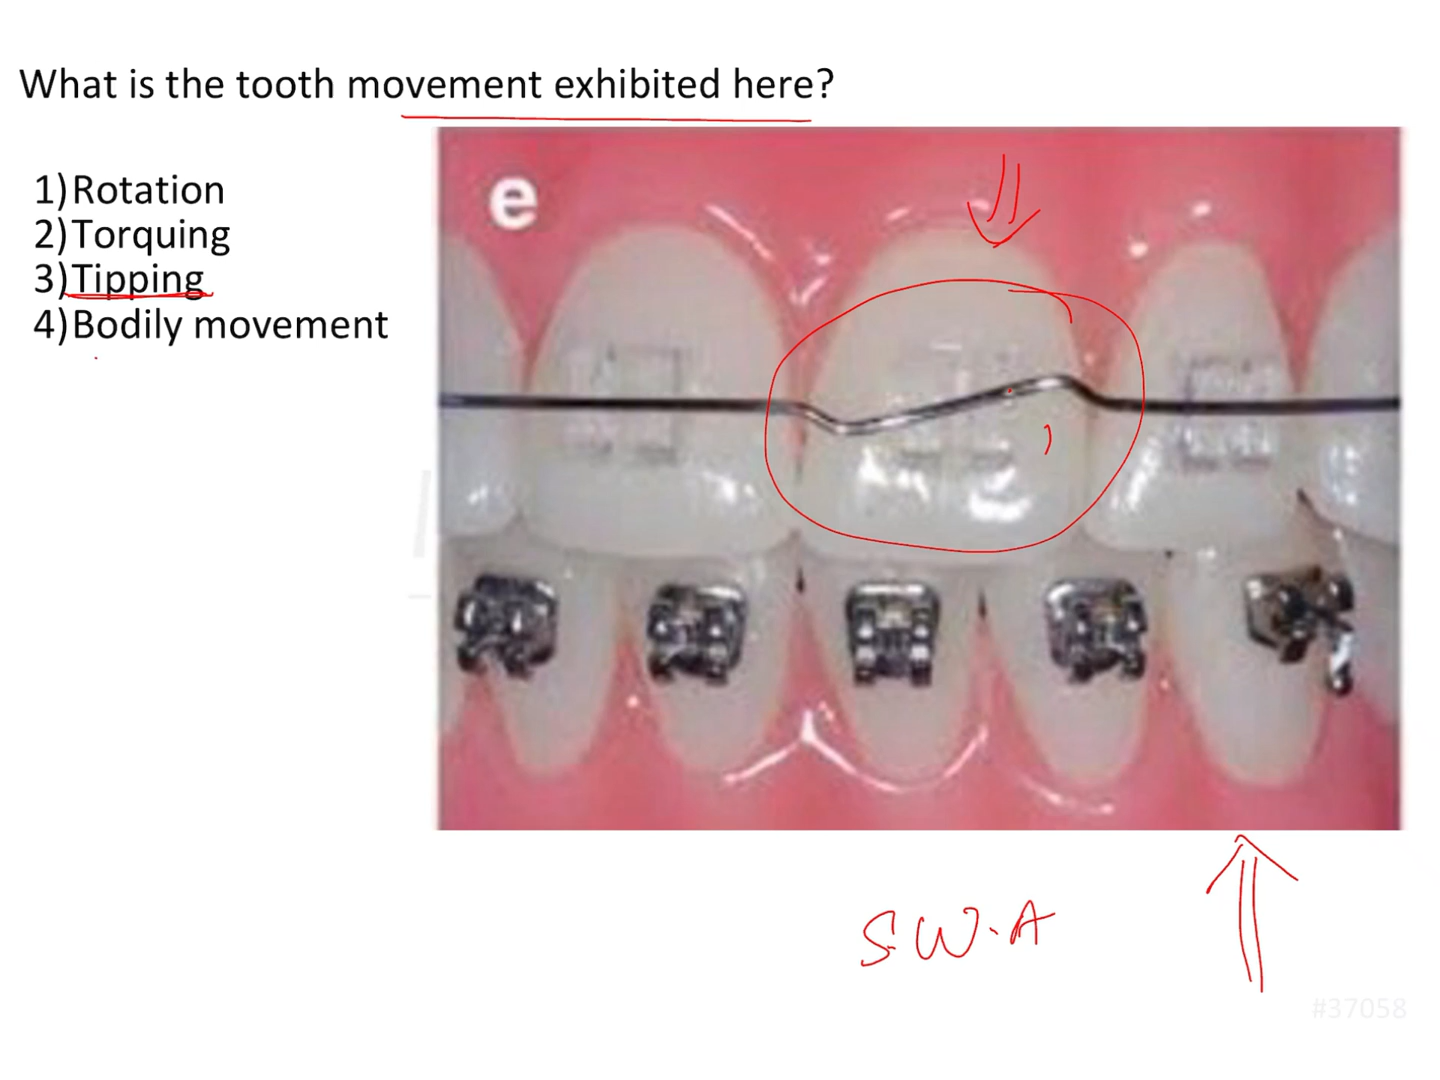 What is the tooth movement exhibited here?
1)Rotation
2)Torquing
3)Tipping
4)Bodily movement
e
S.W.A
#37058